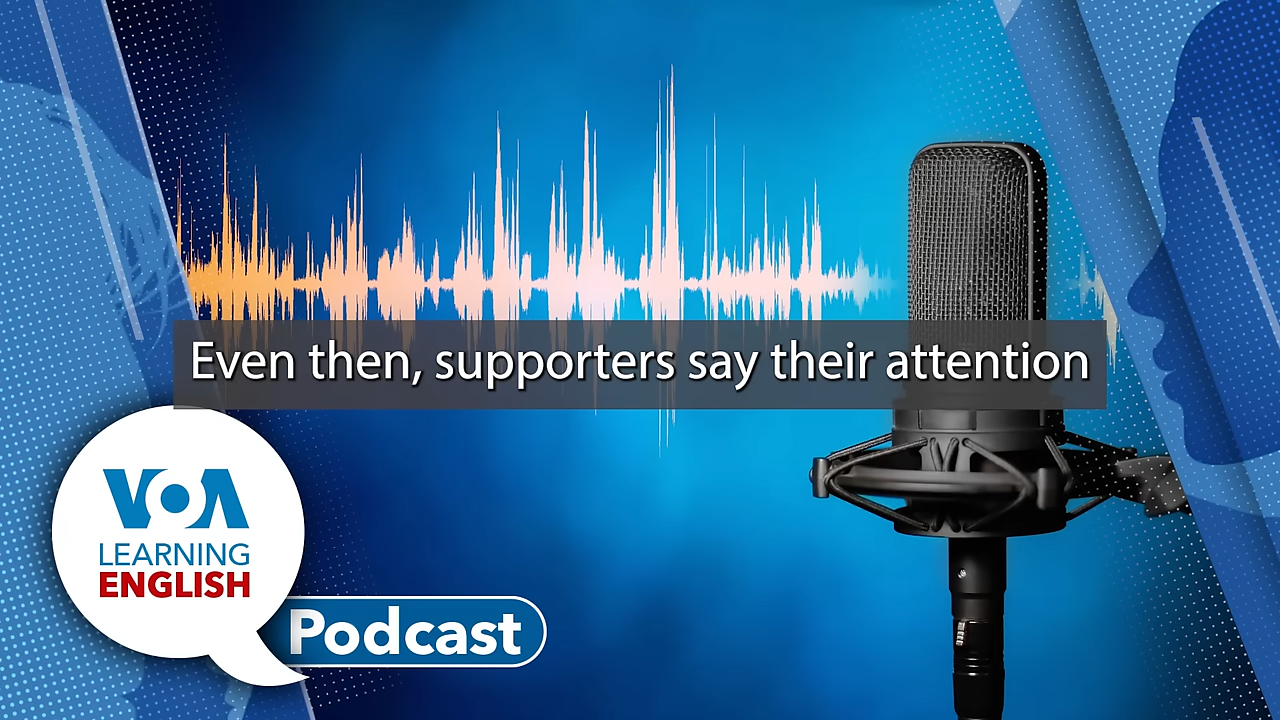 Even then, supporters say their attention
VOA
LEARNING
ENGLISH
Podcast